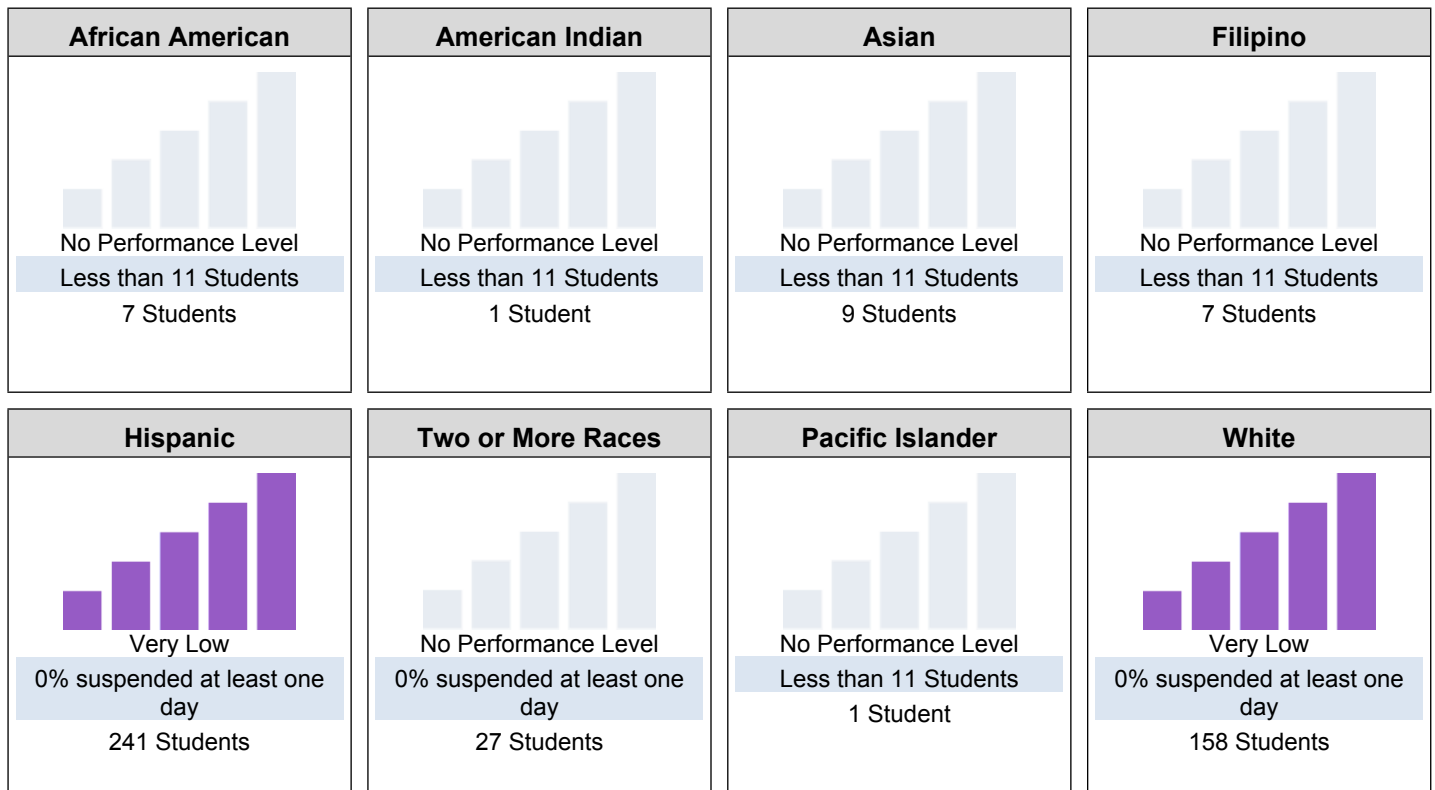 African American
No Performance Level
Less than 11 Students
7 Students
American Indian
No Performance Level
Less than 11 Students
1 Student
Asian
No Performance Level
Less than 11 Students
9 Students
Filipino
No Performance Level
Less than 11 Students
7 Students
Hispanic
Very Low
0% suspended at least one
day
241 Students
Two or More Races
No Performance Level
0% suspended at least one
day
27 Students
Pacific Islander
No Performance Level
Less than 11 Students
1 Student
White
Very Low
0% suspended at least one
day
158 Students